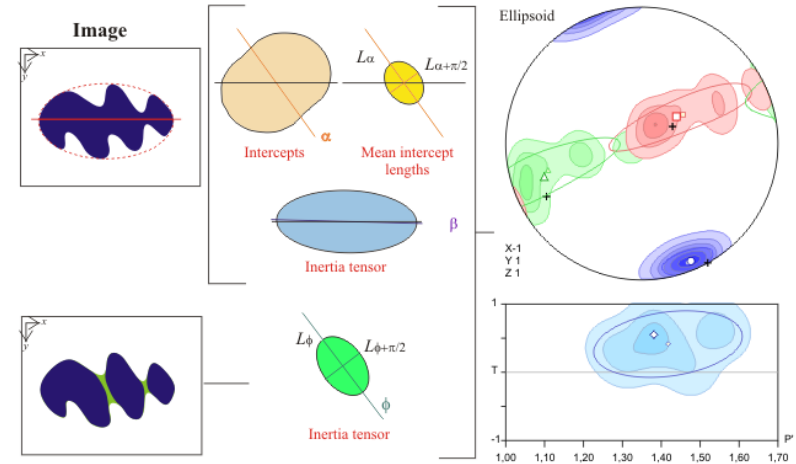 Image
x
y
Lα
Lα+π/2
α
Intercepts
Mean intercept
lengths
β
Inertia tensor
x
y
Lϕ
Lϕ+π/2
ϕ
Inertia tensor
Ellipsoid
X-1
Y 1
Z 1
1
T
-1
1,00 1,10 1,20 1,30 1,40 1,50 1,60 1,70
P'